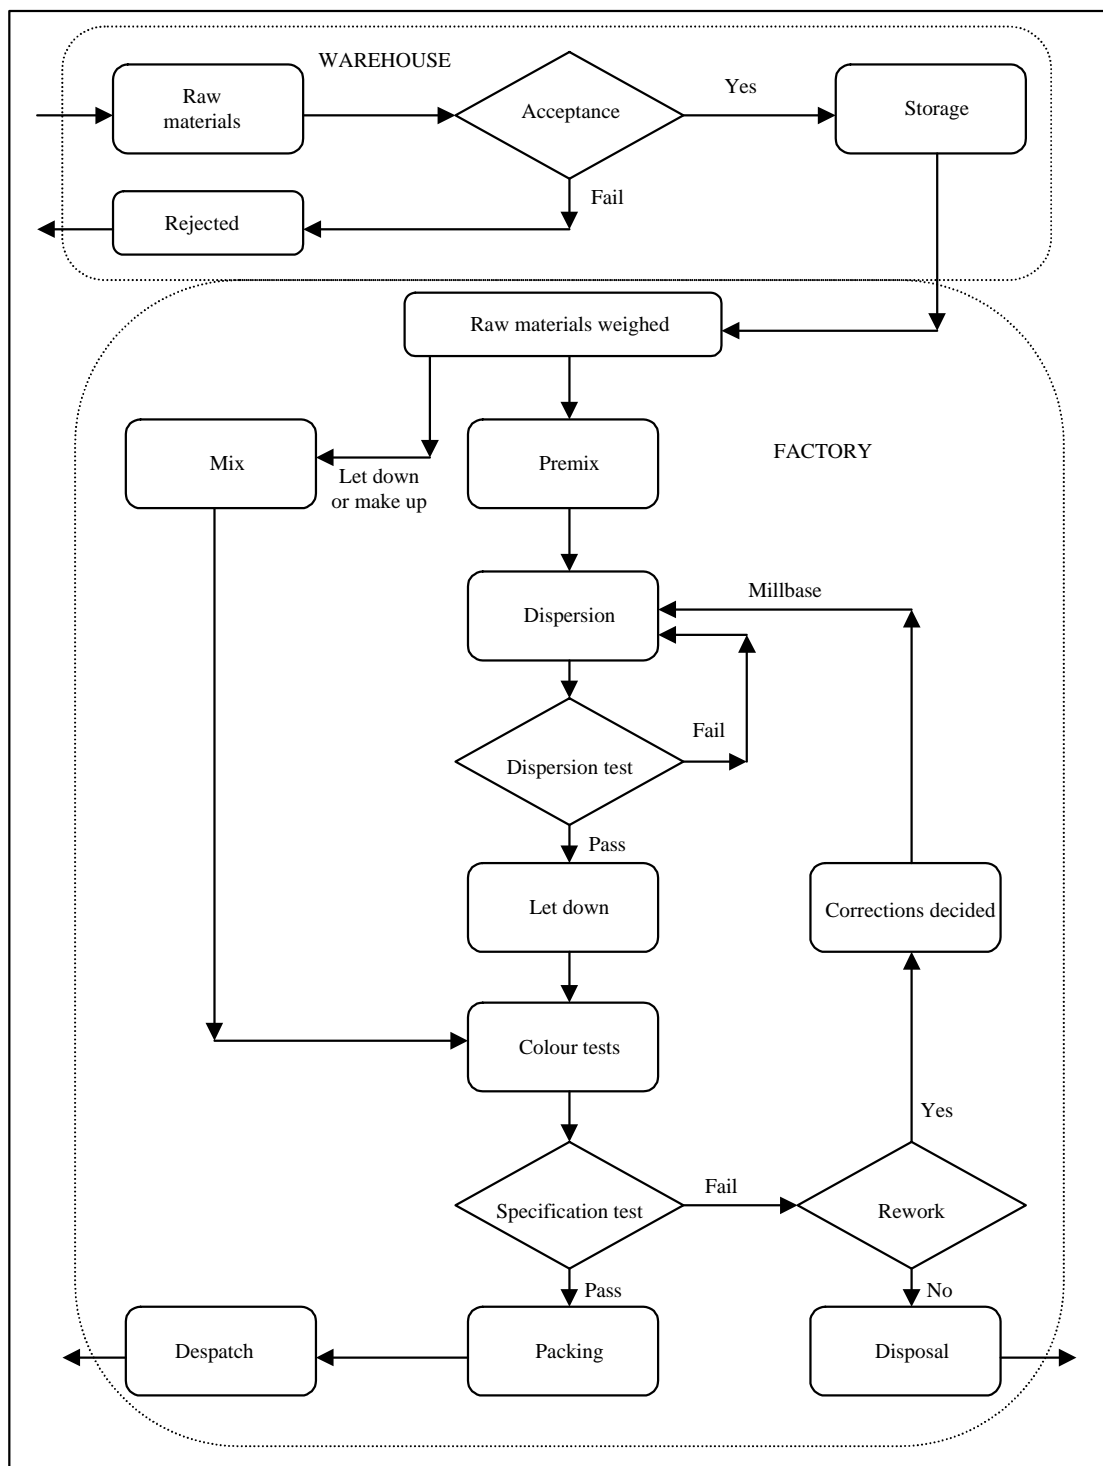 WAREHOUSE
Raw
materials
Acceptance
Yes
Storage
Fail
Rejected
Raw materials weighed
FACTORY
Mix
Let down
or make up
Premix
Millbase
Dispersion
Fail
Dispersion test
Pass
Let down
Corrections decided
Colour tests
Yes
Fail
Specification test
Rework
Pass
No
Despatch
Packing
Disposal